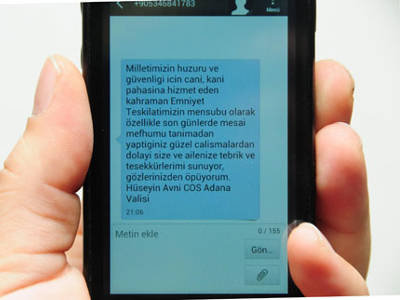 +905346841783
Menü
Milletimizin huzuru ve
güvenligi icin cani, kani
pahasina hizmet eden
kahraman Emniyet
Teskilatimizin mensubu olarak
özellikle son günlerde mesai
mefhumu tanimadan
yaptiginiz güzel calismalardan
dolayi size ve ailenize tebrik ve
tesekkürlerimi sunuyor,
gözlerinizden öpüyorum.
Hüseyin Avni COS Adana
Valisi
21:06
Metin ekle
0 / 155
Gön...